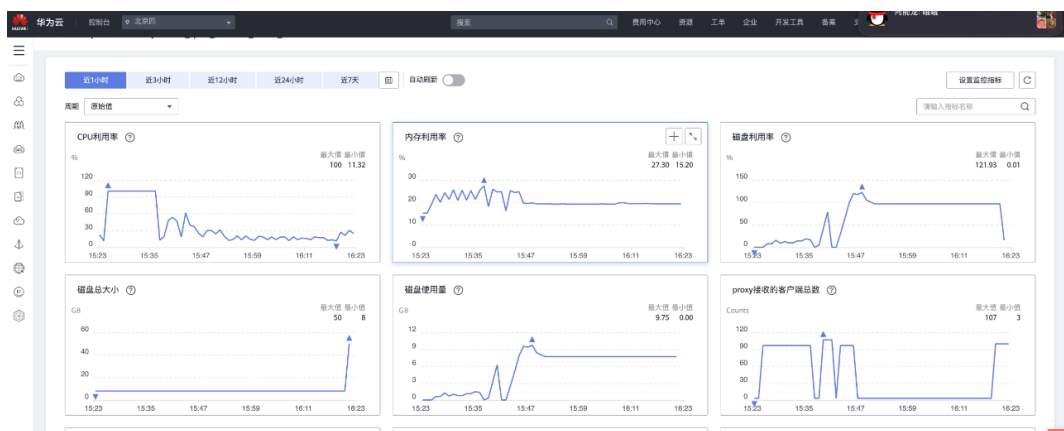 华为云 控制台 北京四 搜索 费用中心 资源 工单 企业 开发工具 备案
近1小时 近3小时 近12小时 近24小时 近7天 自动刷新 设置监控指标
周期 原始值 请输入指标名称
CPU利用率
%
最大值 最小值
100 11.32
120
90
60
30
0
15:23 15:35 15:47 15:59 16:11 16:23
内存利用率
%
最大值 最小值
27.30 15.20
30
20
10
0
15:23 15:35 15:47 15:59 16:11 16:23
磁盘利用率
%
最大值 最小值
121.93 0.01
150
100
50
0
15:23 15:35 15:47 15:59 16:11 16:23
磁盘总大小
GB
最大值 最小值
50 8
60
40
20
0
15:23 15:35 15:47 15:59 16:11 16:23
磁盘使用量
GB
最大值 最小值
9.75 0.00
12
9
6
3
0
15:23 15:35 15:47 15:59 16:11 16:23
proxy接收的客户端总数
Counts
最大值 最小值
107 3
120
90
60
30
0
15:23 15:35 15:47 15:59 16:11 16:23